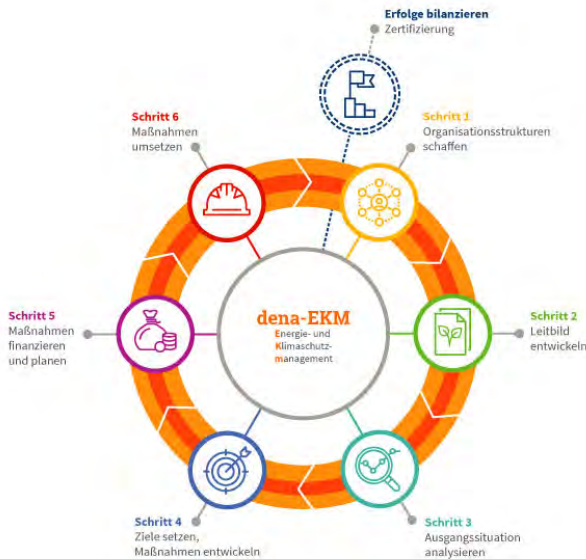 Erfolge bilanzieren
Zertifizierung
Schritt 1
Organisationsstrukturen
schaffen
Schritt 2
Leitbild
entwickeln
Schritt 3
Ausgangssituation
analysieren
Schritt 4
Ziele setzen,
Maßnahmen entwickeln
Schritt 5
Maßnahmen
finanzieren
und planen
Schritt 6
Maßnahmen
umsetzen
dena-EKM
Energie- und
Klimaschutz-
management